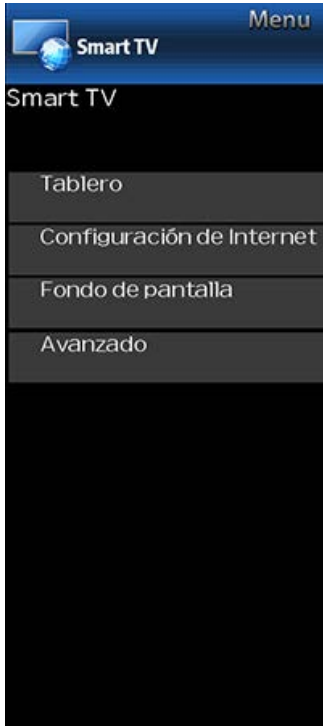 Menu
Smart TV
Smart TV
Tablero
Configuración de Internet
Fondo de pantalla
Avanzado